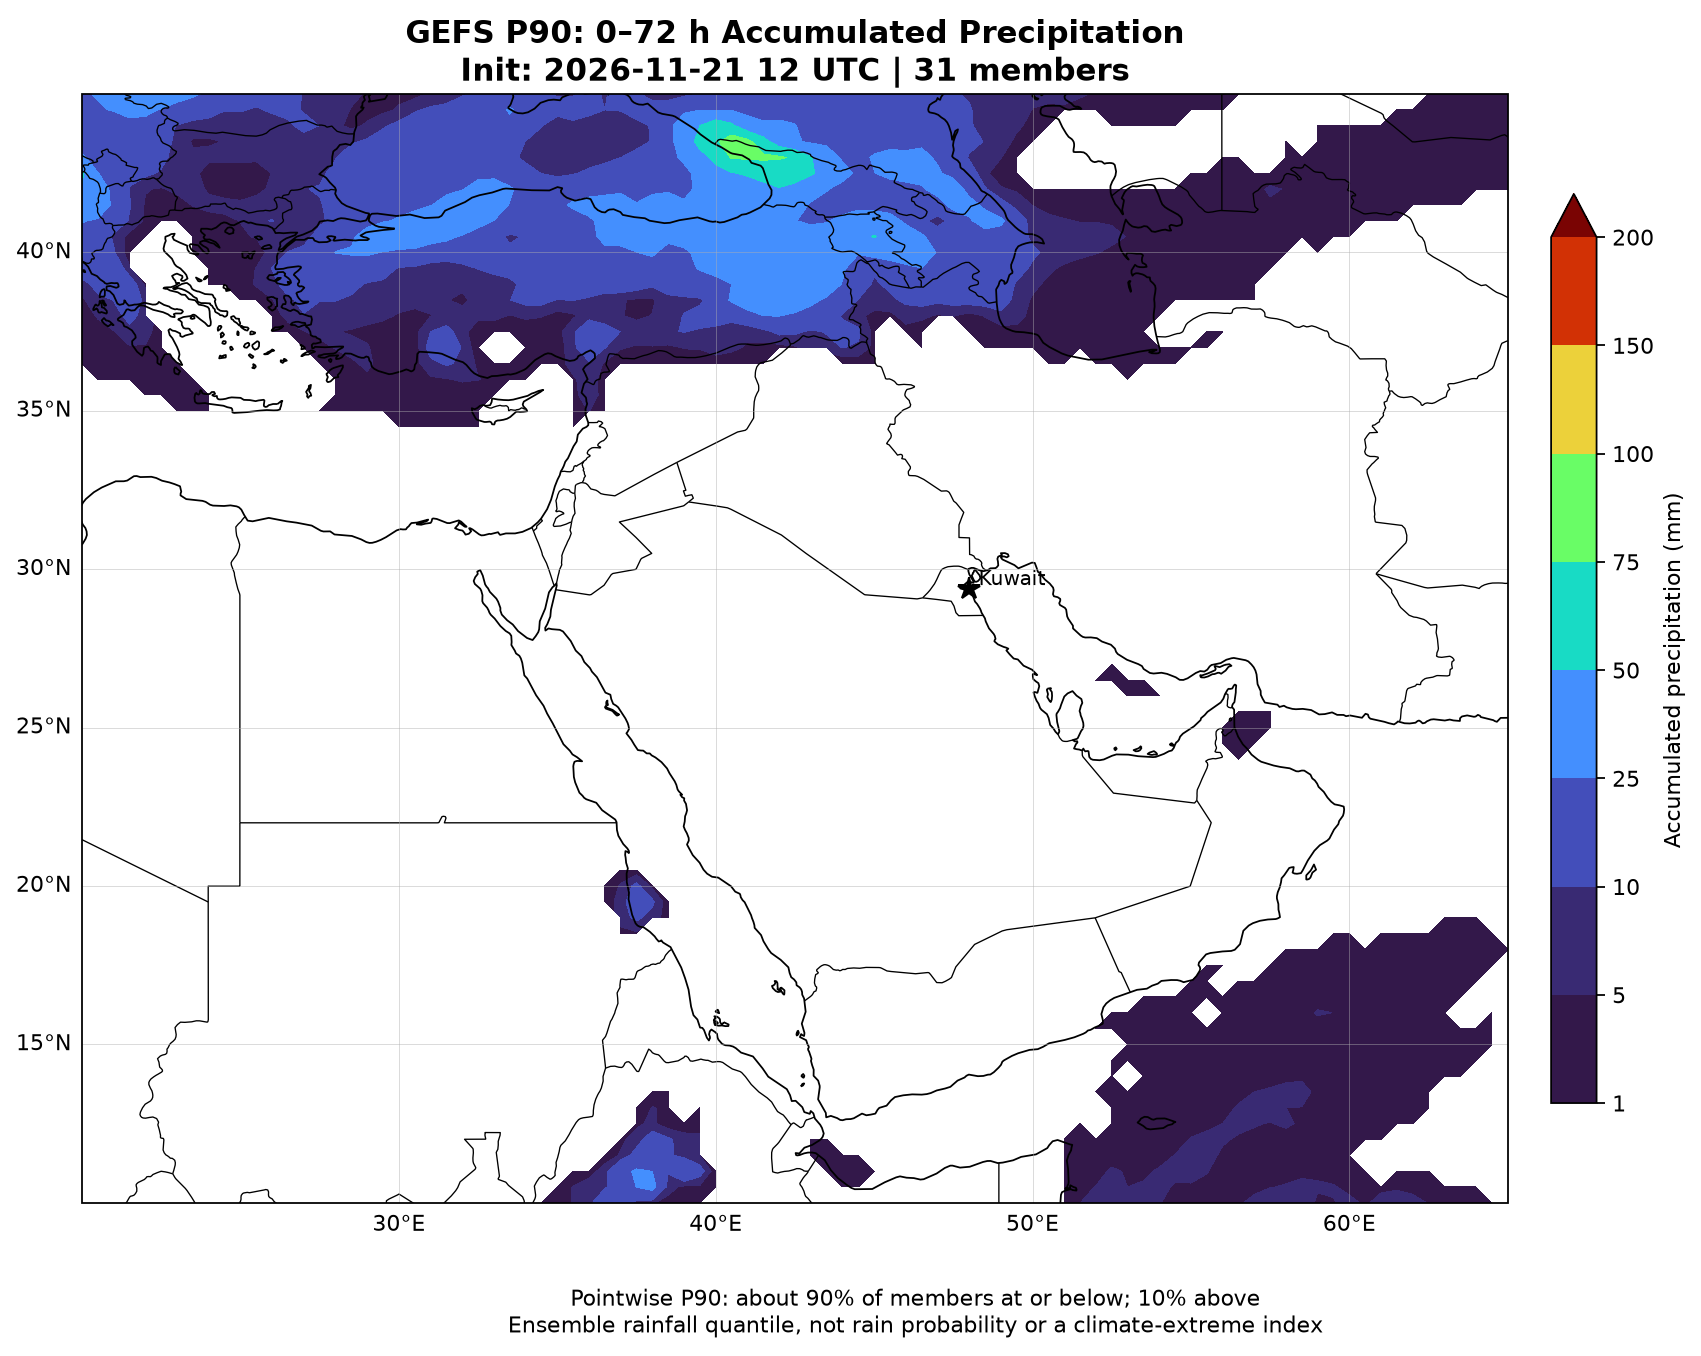 GEFS P90: 0–72 h Accumulated Precipitation
Init: 2026-11-21 12 UTC | 31 members
40°N
35°N
30°N
25°N
20°N
15°N
30°E
40°E
50°E
60°E
Kuwait
200
150
100
75
50
25
10
5
1
Accumulated precipitation (mm)
Pointwise P90: about 90% of members at or below; 10% above
Ensemble rainfall quantile, not rain probability or a climate-extreme index